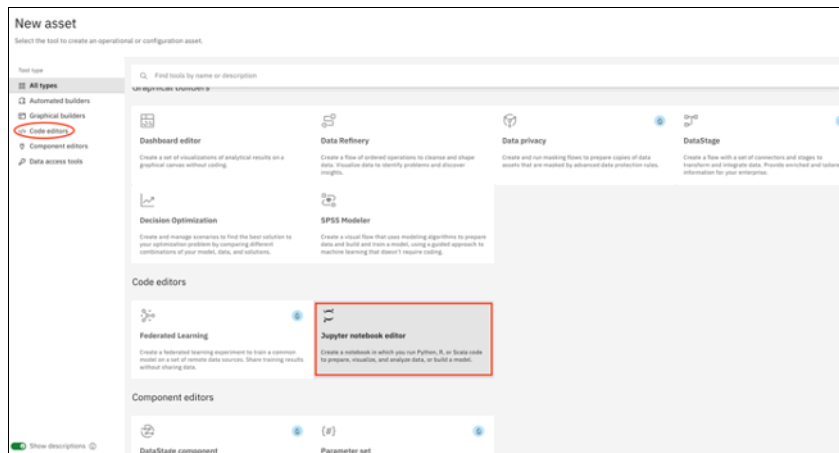 New asset
Select the tool to create an operational or configuration asset.
Tool type
All types
Automated builders
Graphical builders
Code editors
Component editors
Data access tools
Show descriptions
Find tools by name or description
Graphical builders
Dashboard editor
Create a set of visualizations of analytical results on a
graphical canvas without coding.
Data Refinery
Create a flow of ordered operations to cleanse and shape
data. Visualize data to identify problems and discover
insights.
Data privacy
Create and run masking flows to prepare copies of data
assets that are masked by advanced data protection rules.
DataStage
Create a flow with a set of connectors and stages to
transform and integrate data. Provide enriched and tailore
information for your enterprise.
Decision Optimization
Create and manage scenarios to find the best solution to
your optimization problem by comparing different
combinations of your model, data, and solutions.
SPSS Modeler
Create a visual flow that uses modeling algorithms to prepare
data and build and train a model, using a guided approach to
machine learning that doesn't require coding.
Code editors
Federated Learning
Create a federated learning experiment to train a common
model on a set of remote data sources. Share training results
without sharing data.
Jupyter notebook editor
Create a notebook in which you run Python, R, or Scala code
to prepare, visualize, and analyze data, or build a model.
Component editors
DataStage component
{#}
Parameter set